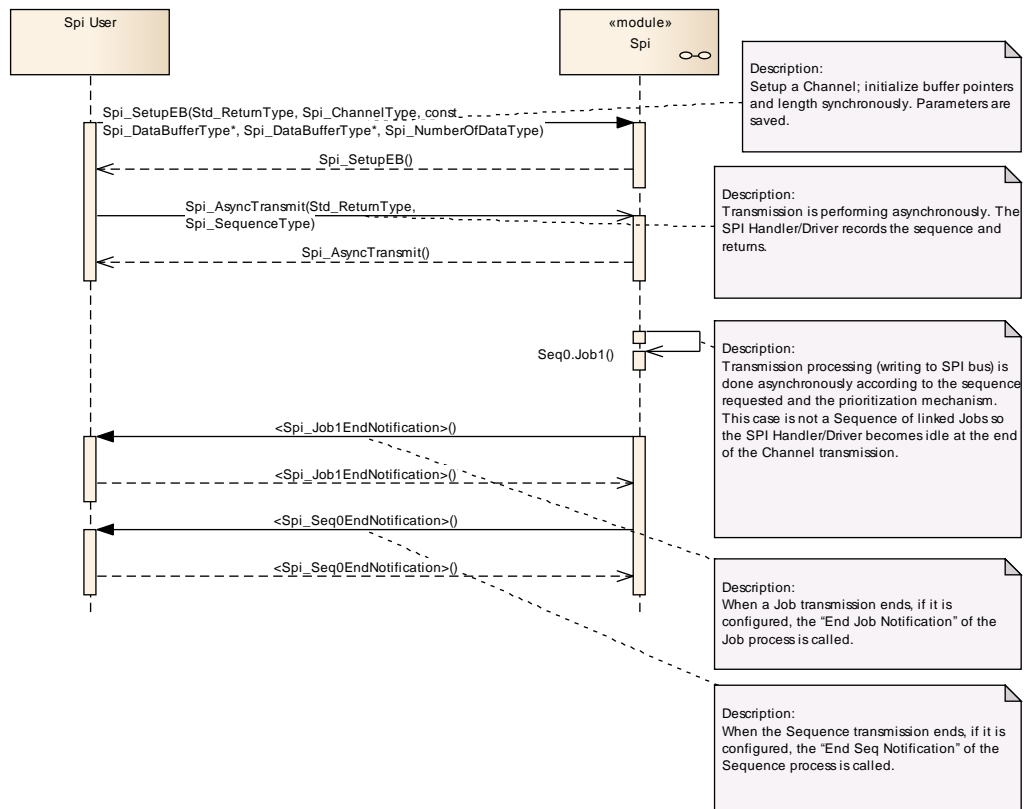 Spi User
«module»
Spi
Description:
Setup a Channel; initialize buffer pointers
and length synchronously. Parameters are
saved.
Spi_SetupEB(Std_ReturnType, Spi_ChannelType, const
Spi_DataBufferType*, Spi_DataBufferType*, Spi_NumberOfDataType)
Spi_SetupEB()
Description:
Transmission is performing asynchronously. The
SPI Handler/Driver records the sequence and
returns.
Spi_AsyncTransmit(Std_ReturnType,
Spi_SequenceType)
Spi_AsyncTransmit()
Seq0.Job1()
Description:
Transmission processing (writing to SPI bus) is
done asynchronously according to the sequence
requested and the prioritization mechanism.
This case is not a Sequence of linked Jobs so
the SPI Handler/Driver becomes idle at the end
of the Channel transmission.
<Spi_Job1EndNotification>()
<Spi_Job1EndNotification>()
<Spi_Seq0EndNotification>()
<Spi_Seq0EndNotification>()
Description:
When a Job transmission ends, if it is
configured, the “End Job Notification” of the
Job process is called.
Description:
When the Sequence transmission ends, if it is
configured, the “End Seq Notification” of the
Sequence process is called.